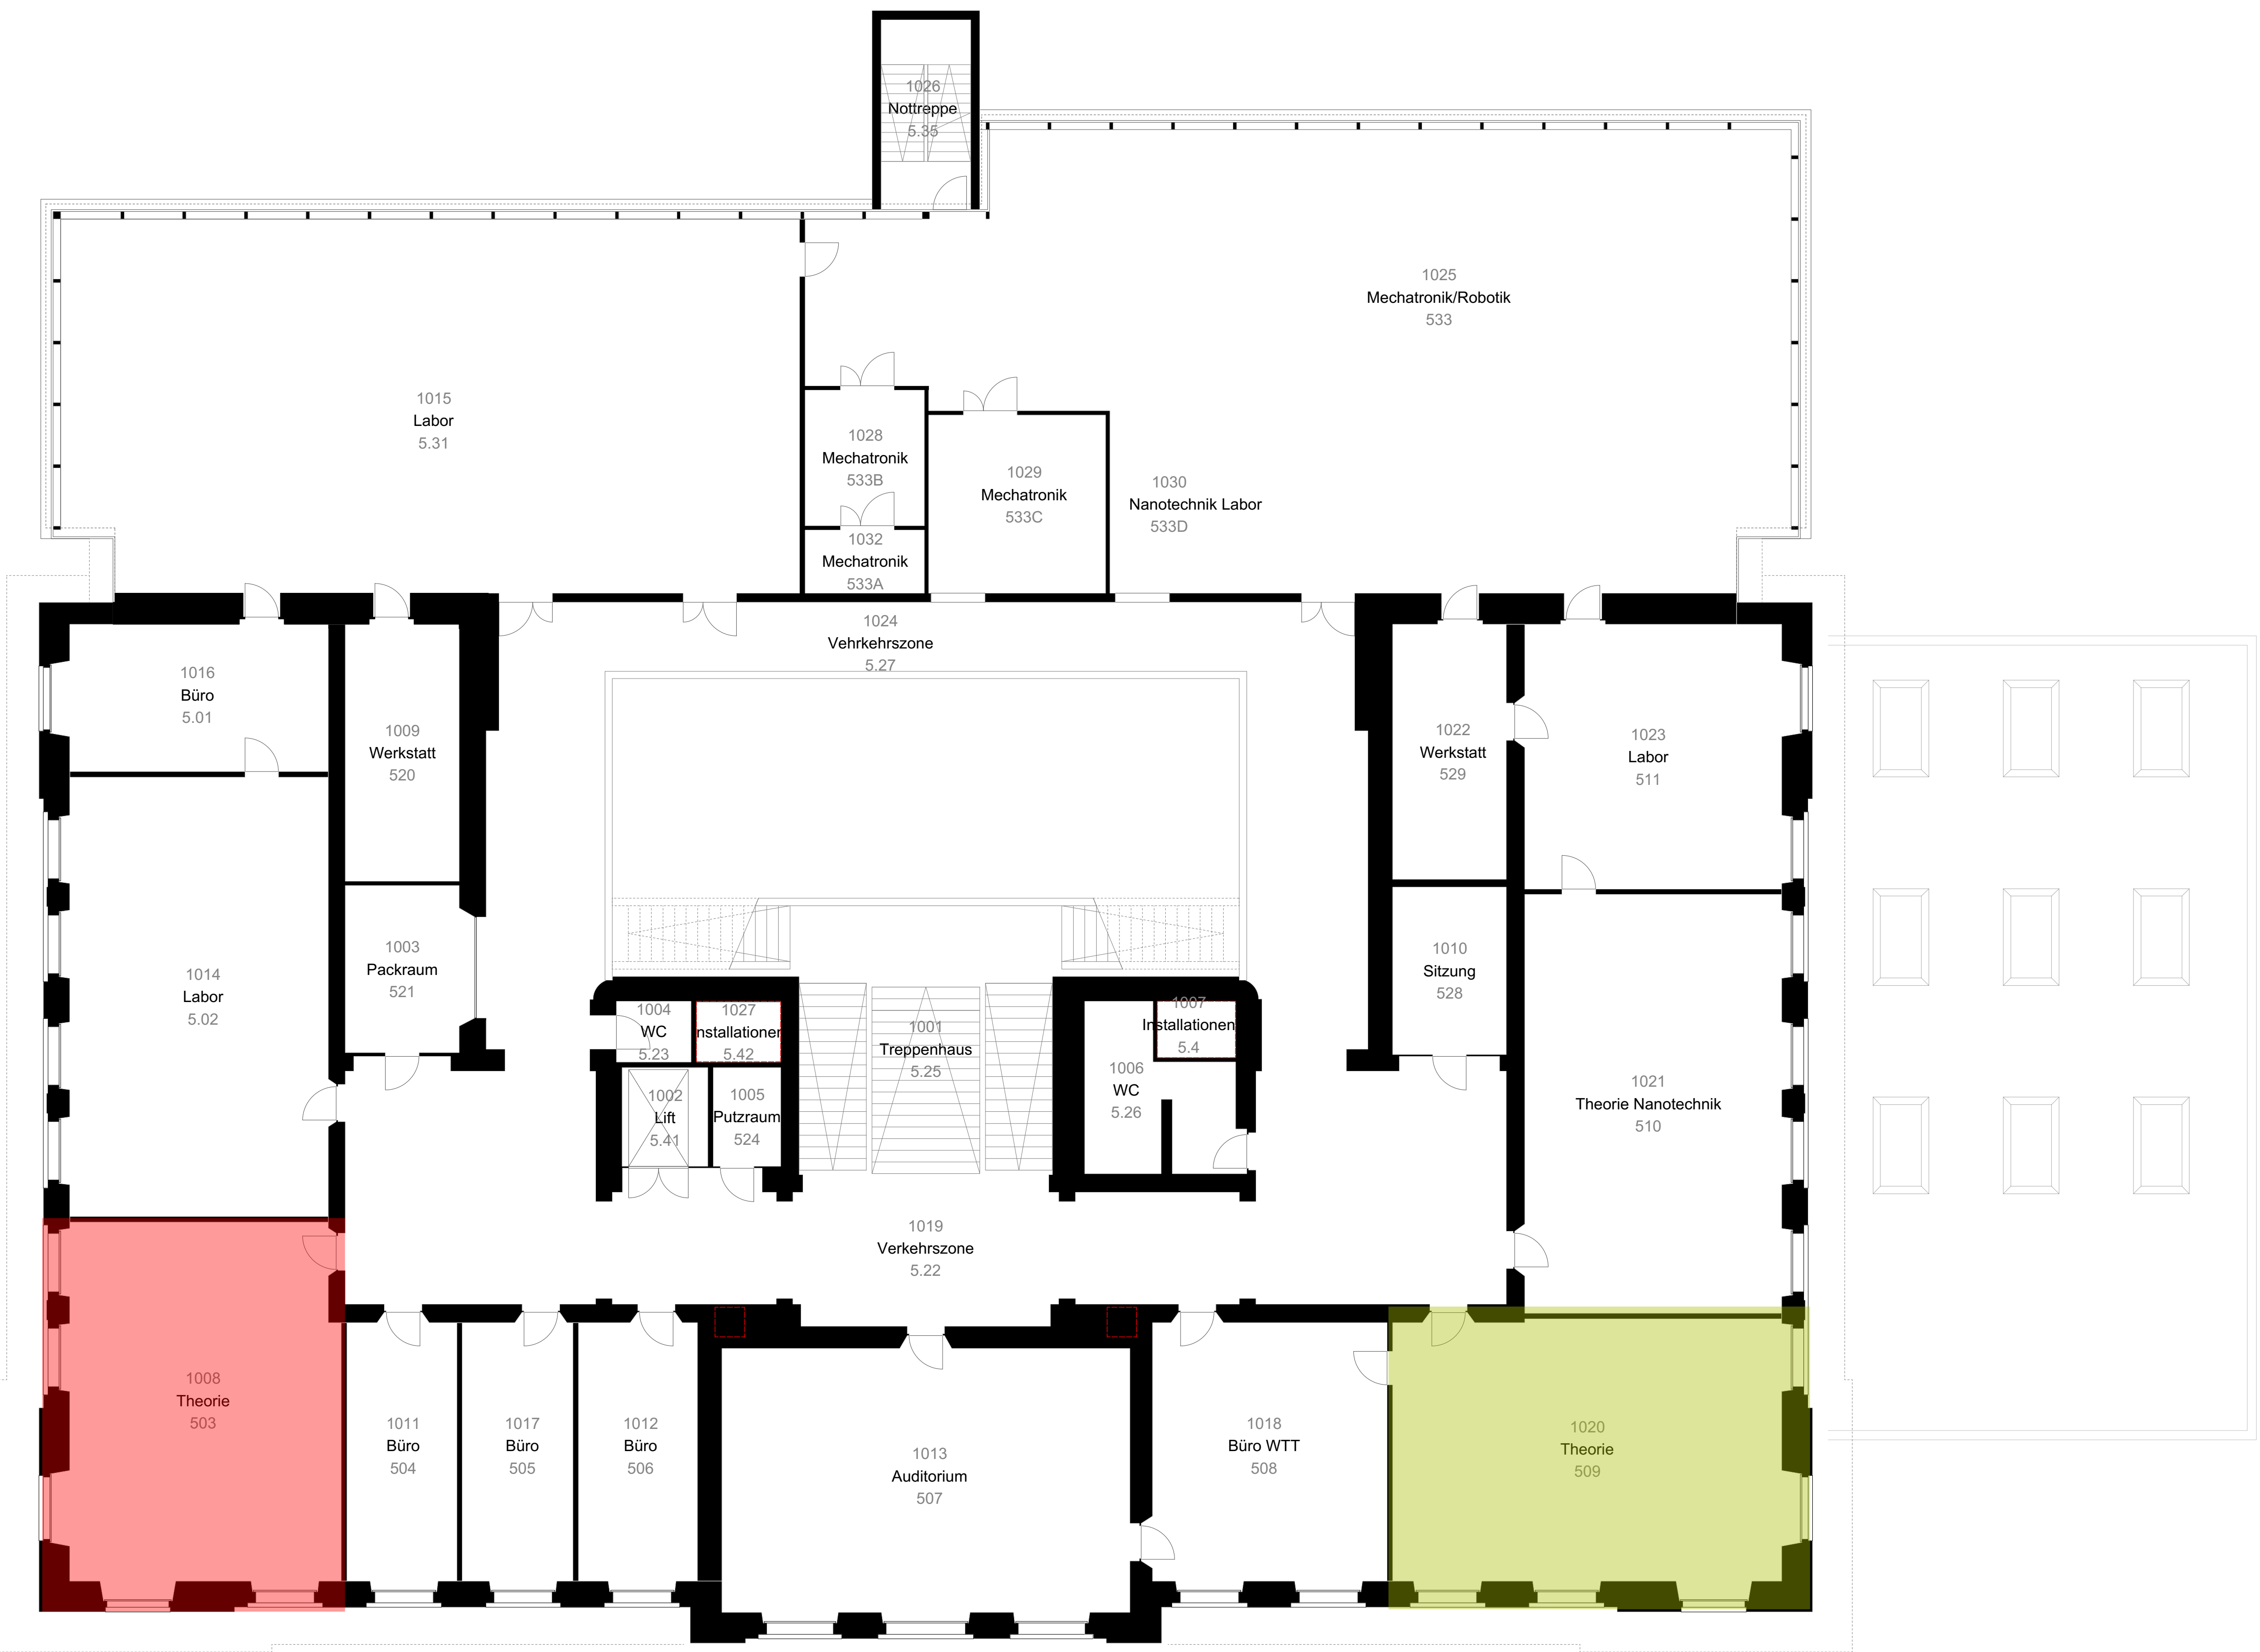 1026
Nottreppe
5.35
1025
Mechatronik/Robotik
533
1015
Labor
5.31
1028
Mechatronik
533B
1029
Mechatronik
533C
1030
Nanotechnik Labor
533D
1032
Mechatronik
533A
1024
Vehrkehrszone
5.27
1016
Büro
5.01
1009
Werkstatt
520
1022
Werkstatt
529
1023
Labor
511
1003
Packraum
521
1010
Sitzung
528
1014
Labor
5.02
1004
WC
5.23
1027
nstallationen
5.42
1001
Treppenhaus
5.25
1007
Installationen
5.4
1006
WC
5.26
1002
Lift
5.41
1005
Putzraum
524
1021
Theorie Nanotechnik
510
1019
Verkehrszone
5.22
1008
Theorie
503
1011
Büro
504
1017
Büro
505
1012
Büro
506
1013
Auditorium
507
1018
Büro WTT
508
1020
Theorie
509